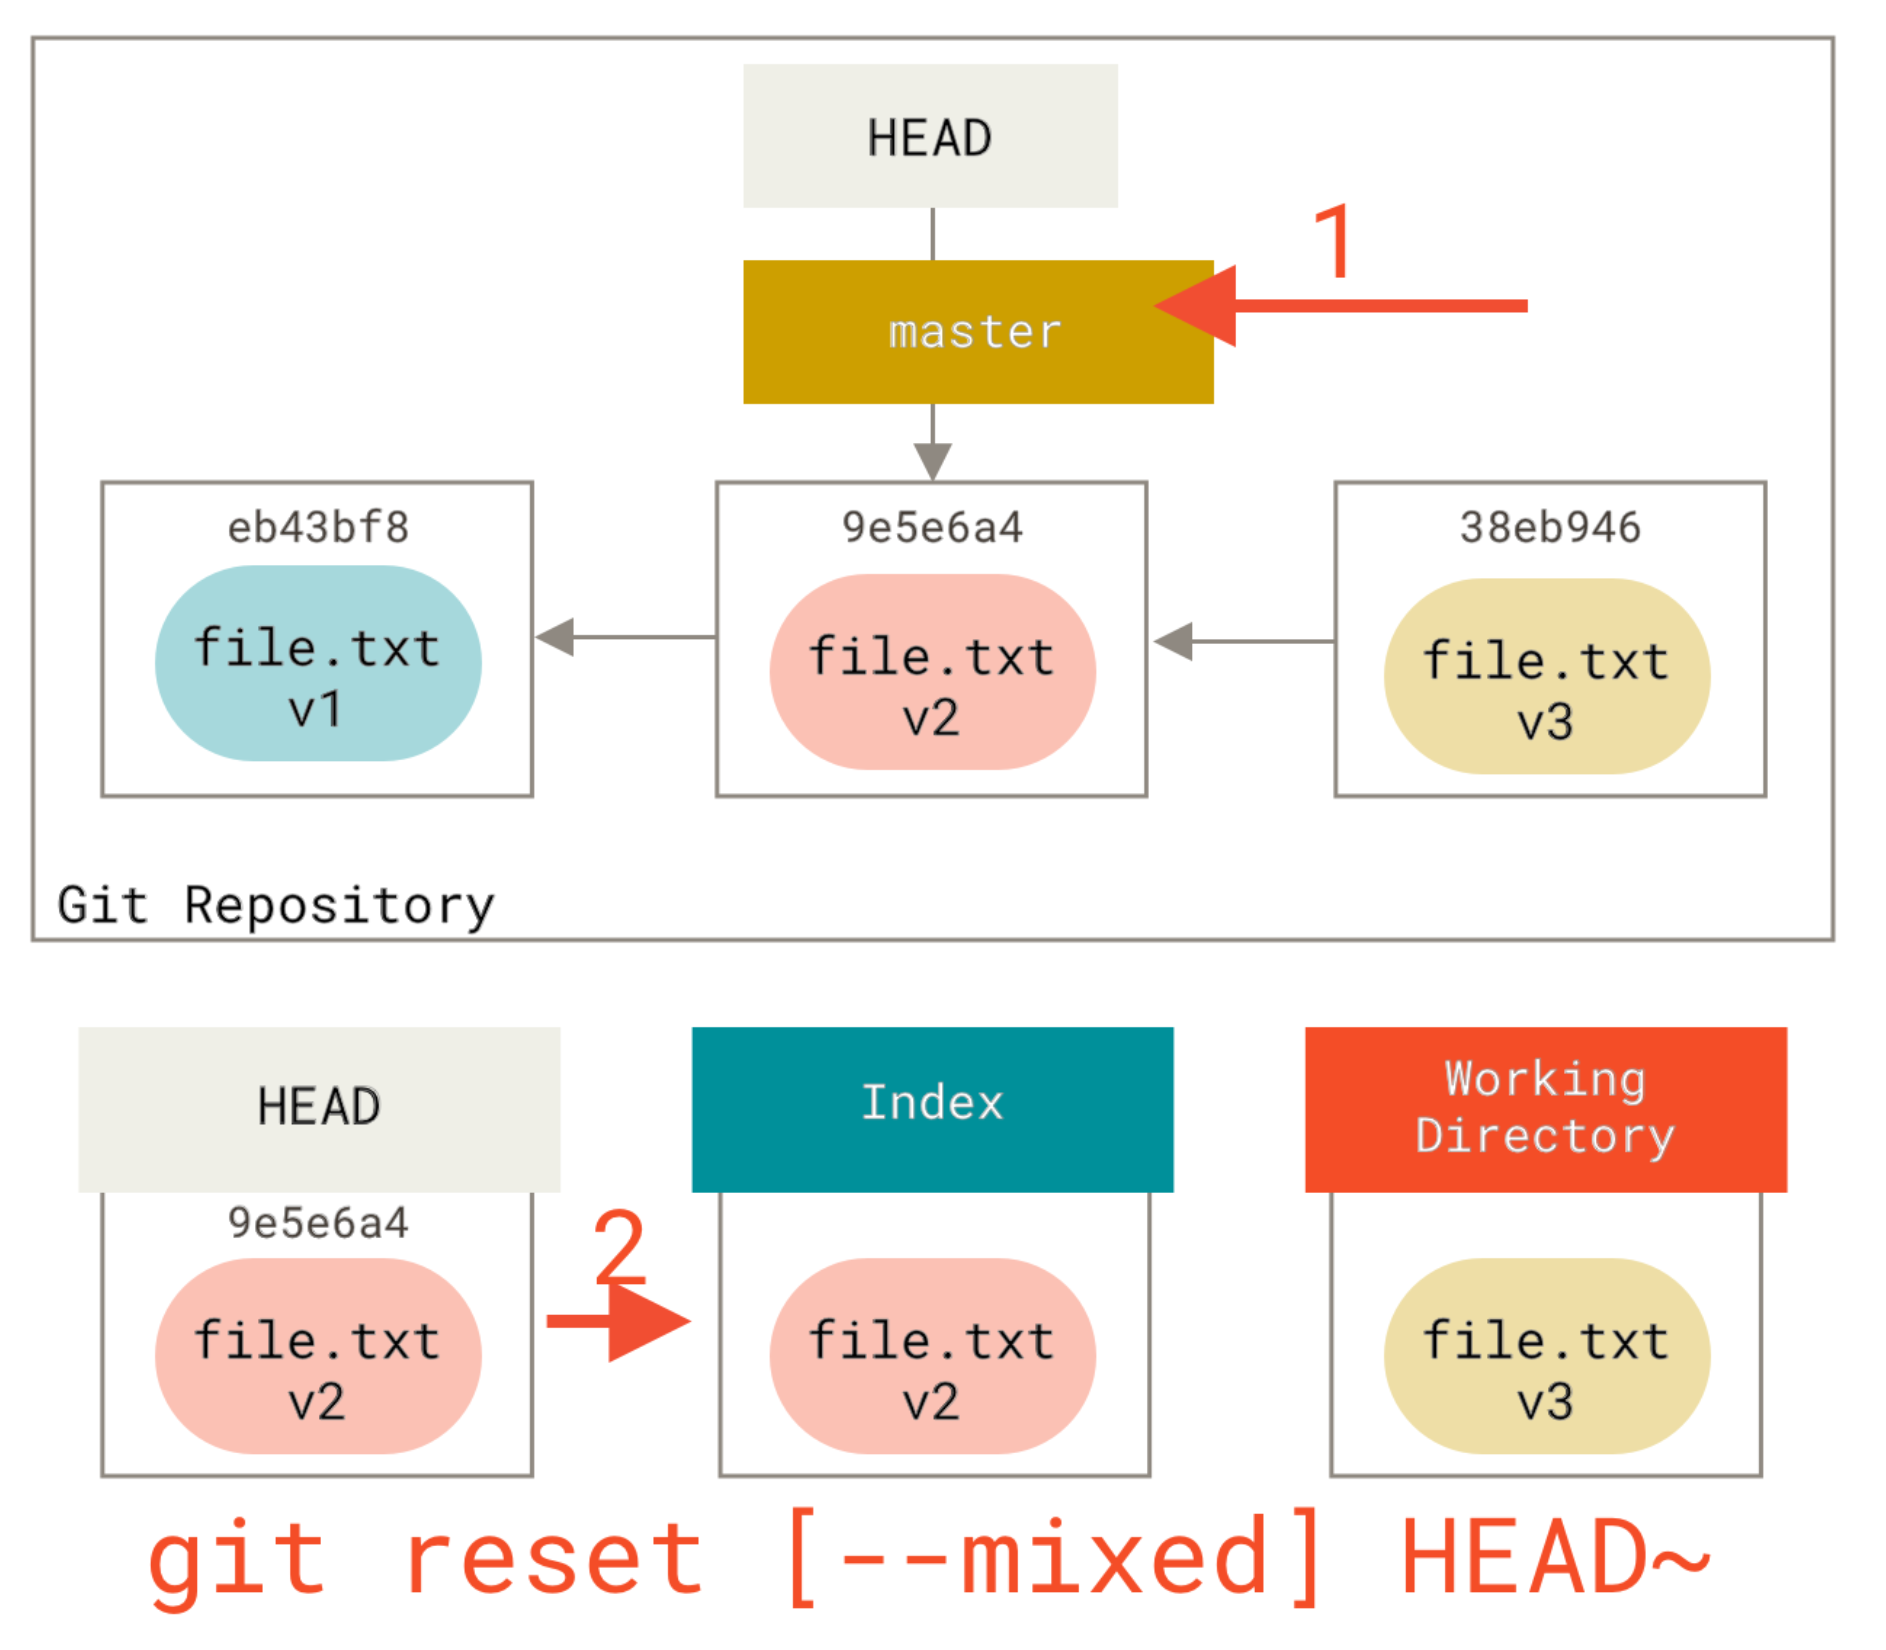 HEAD
1
master
eb43bf8
9e5e6a4
38eb946
file.txt
v1
file.txt
v2
file.txt
v3
Git Repository
HEAD
Index
Working
Directory
9e5e6a4
2
file.txt
v2
file.txt
v2
file.txt
v3
git reset [--mixed] HEAD~